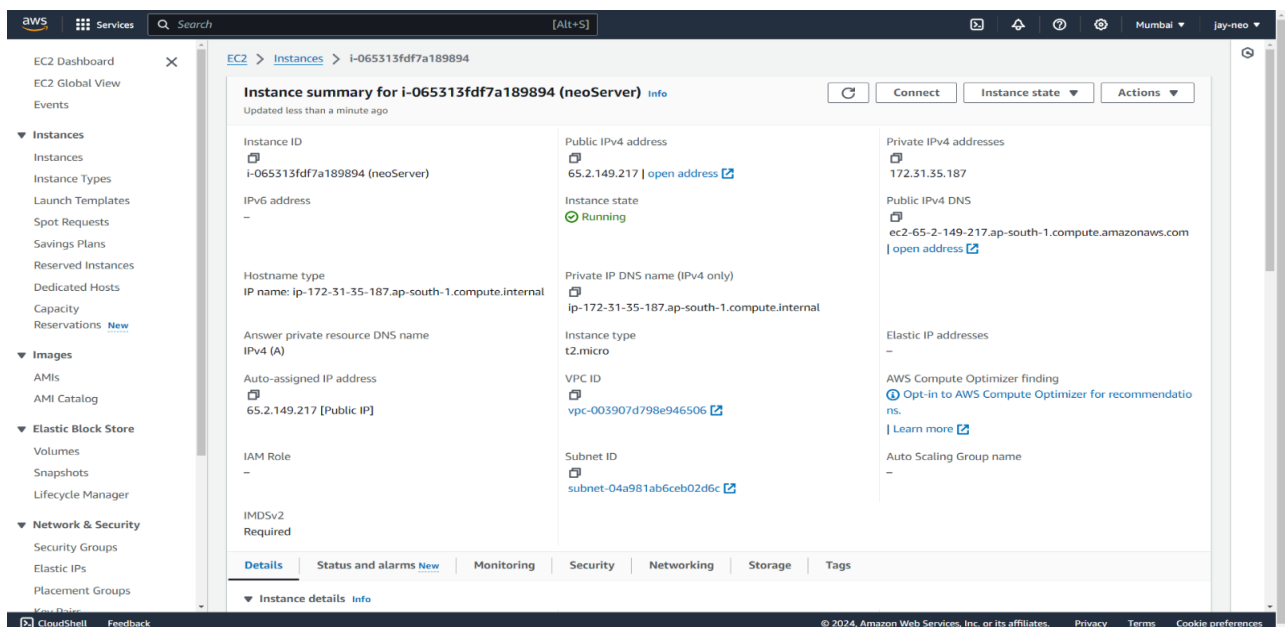 aws
Services
Search
[Alt+S]
Mumbai
jay-neo
EC2 Dashboard
EC2 Global View
Events
Instances
Instances
Instance Types
Launch Templates
Spot Requests
Savings Plans
Reserved Instances
Dedicated Hosts
Capacity
Reservations New
Images
AMIs
AMI Catalog
Elastic Block Store
Volumes
Snapshots
Lifecycle Manager
Network & Security
Security Groups
Elastic IPs
Placement Groups
Key Pairs
EC2 > Instances > i-065313fdf7a189894
Instance summary for i-065313fdf7a189894 (neoServer) Info
Updated less than a minute ago
Connect
Instance state
Actions
Instance ID
i-065313fdf7a189894 (neoServer)
Public IPv4 address
65.2.149.217 | open address
Private IPv4 addresses
172.31.35.187
IPv6 address
–
Instance state
Running
Public IPv4 DNS
ec2-65-2-149-217.ap-south-1.compute.amazonaws.com
| open address
Hostname type
IP name: ip-172-31-35-187.ap-south-1.compute.internal
Private IP DNS name (IPv4 only)
ip-172-31-35-187.ap-south-1.compute.internal
Answer private resource DNS name
IPv4 (A)
Instance type
t2.micro
Elastic IP addresses
–
Auto-assigned IP address
65.2.149.217 [Public IP]
VPC ID
vpc-003907d798e946506
AWS Compute Optimizer finding
Opt-in to AWS Compute Optimizer for recommendatio
ns.
| Learn more
IAM Role
–
Subnet ID
subnet-04a981ab6ceb02d6c
Auto Scaling Group name
–
IMDSv2
Required
Details
Status and alarms New
Monitoring
Security
Networking
Storage
Tags
Instance details Info
CloudShell
Feedback
© 2024, Amazon Web Services, Inc. or its affiliates.
Privacy
Terms
Cookie preferences